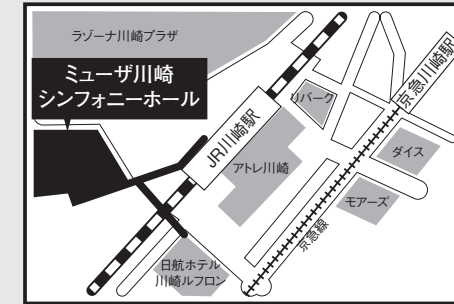 ラゾーナ川崎プラザ
ミューザ川崎
シンフォニーホール
JR川崎駅
リバーク
京急川崎駅
アトレ川崎
ダイス
モアーズ
京急線
日航ホテル
川崎ルフロン